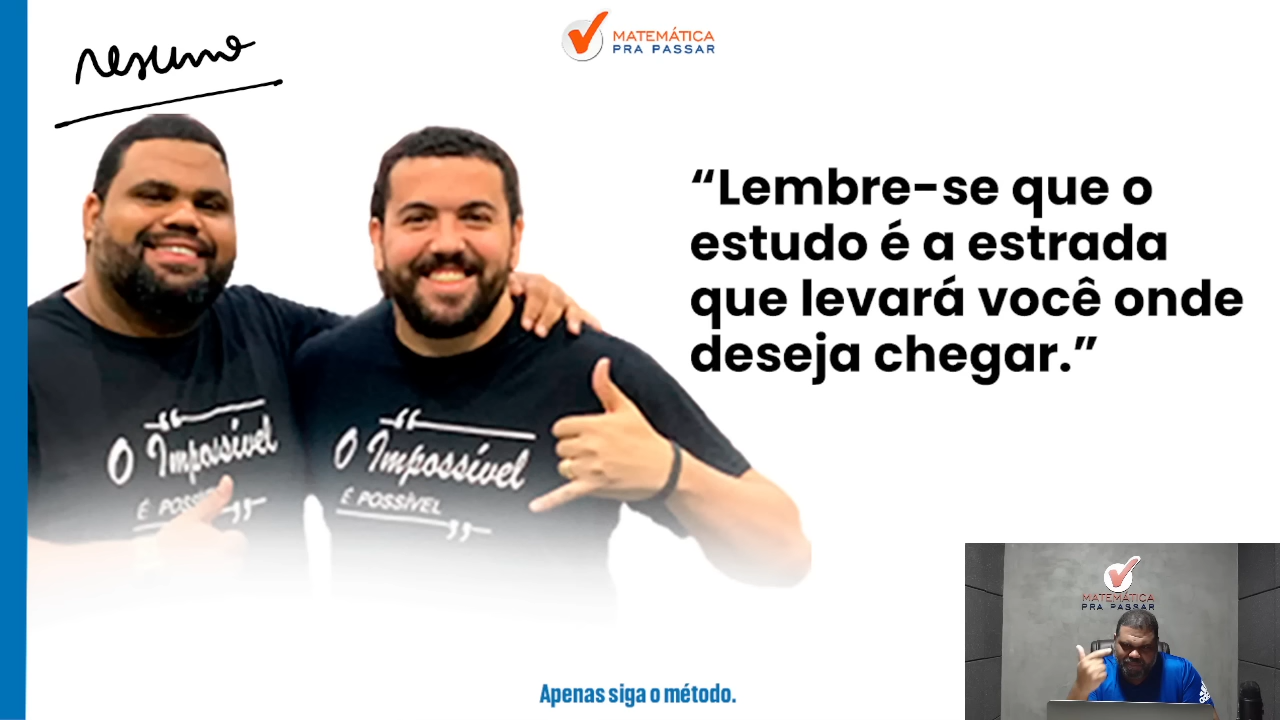 resumo
MATEMÁTICA
PRA PASSAR
“Lembre-se que o
estudo é a estrada
que levará você onde
deseja chegar.”
O Impossível
É POSSÍVEL
O Impossível
É POSSÍVEL
MATEMÁTICA
PRA PASSAR
Apenas siga o método.